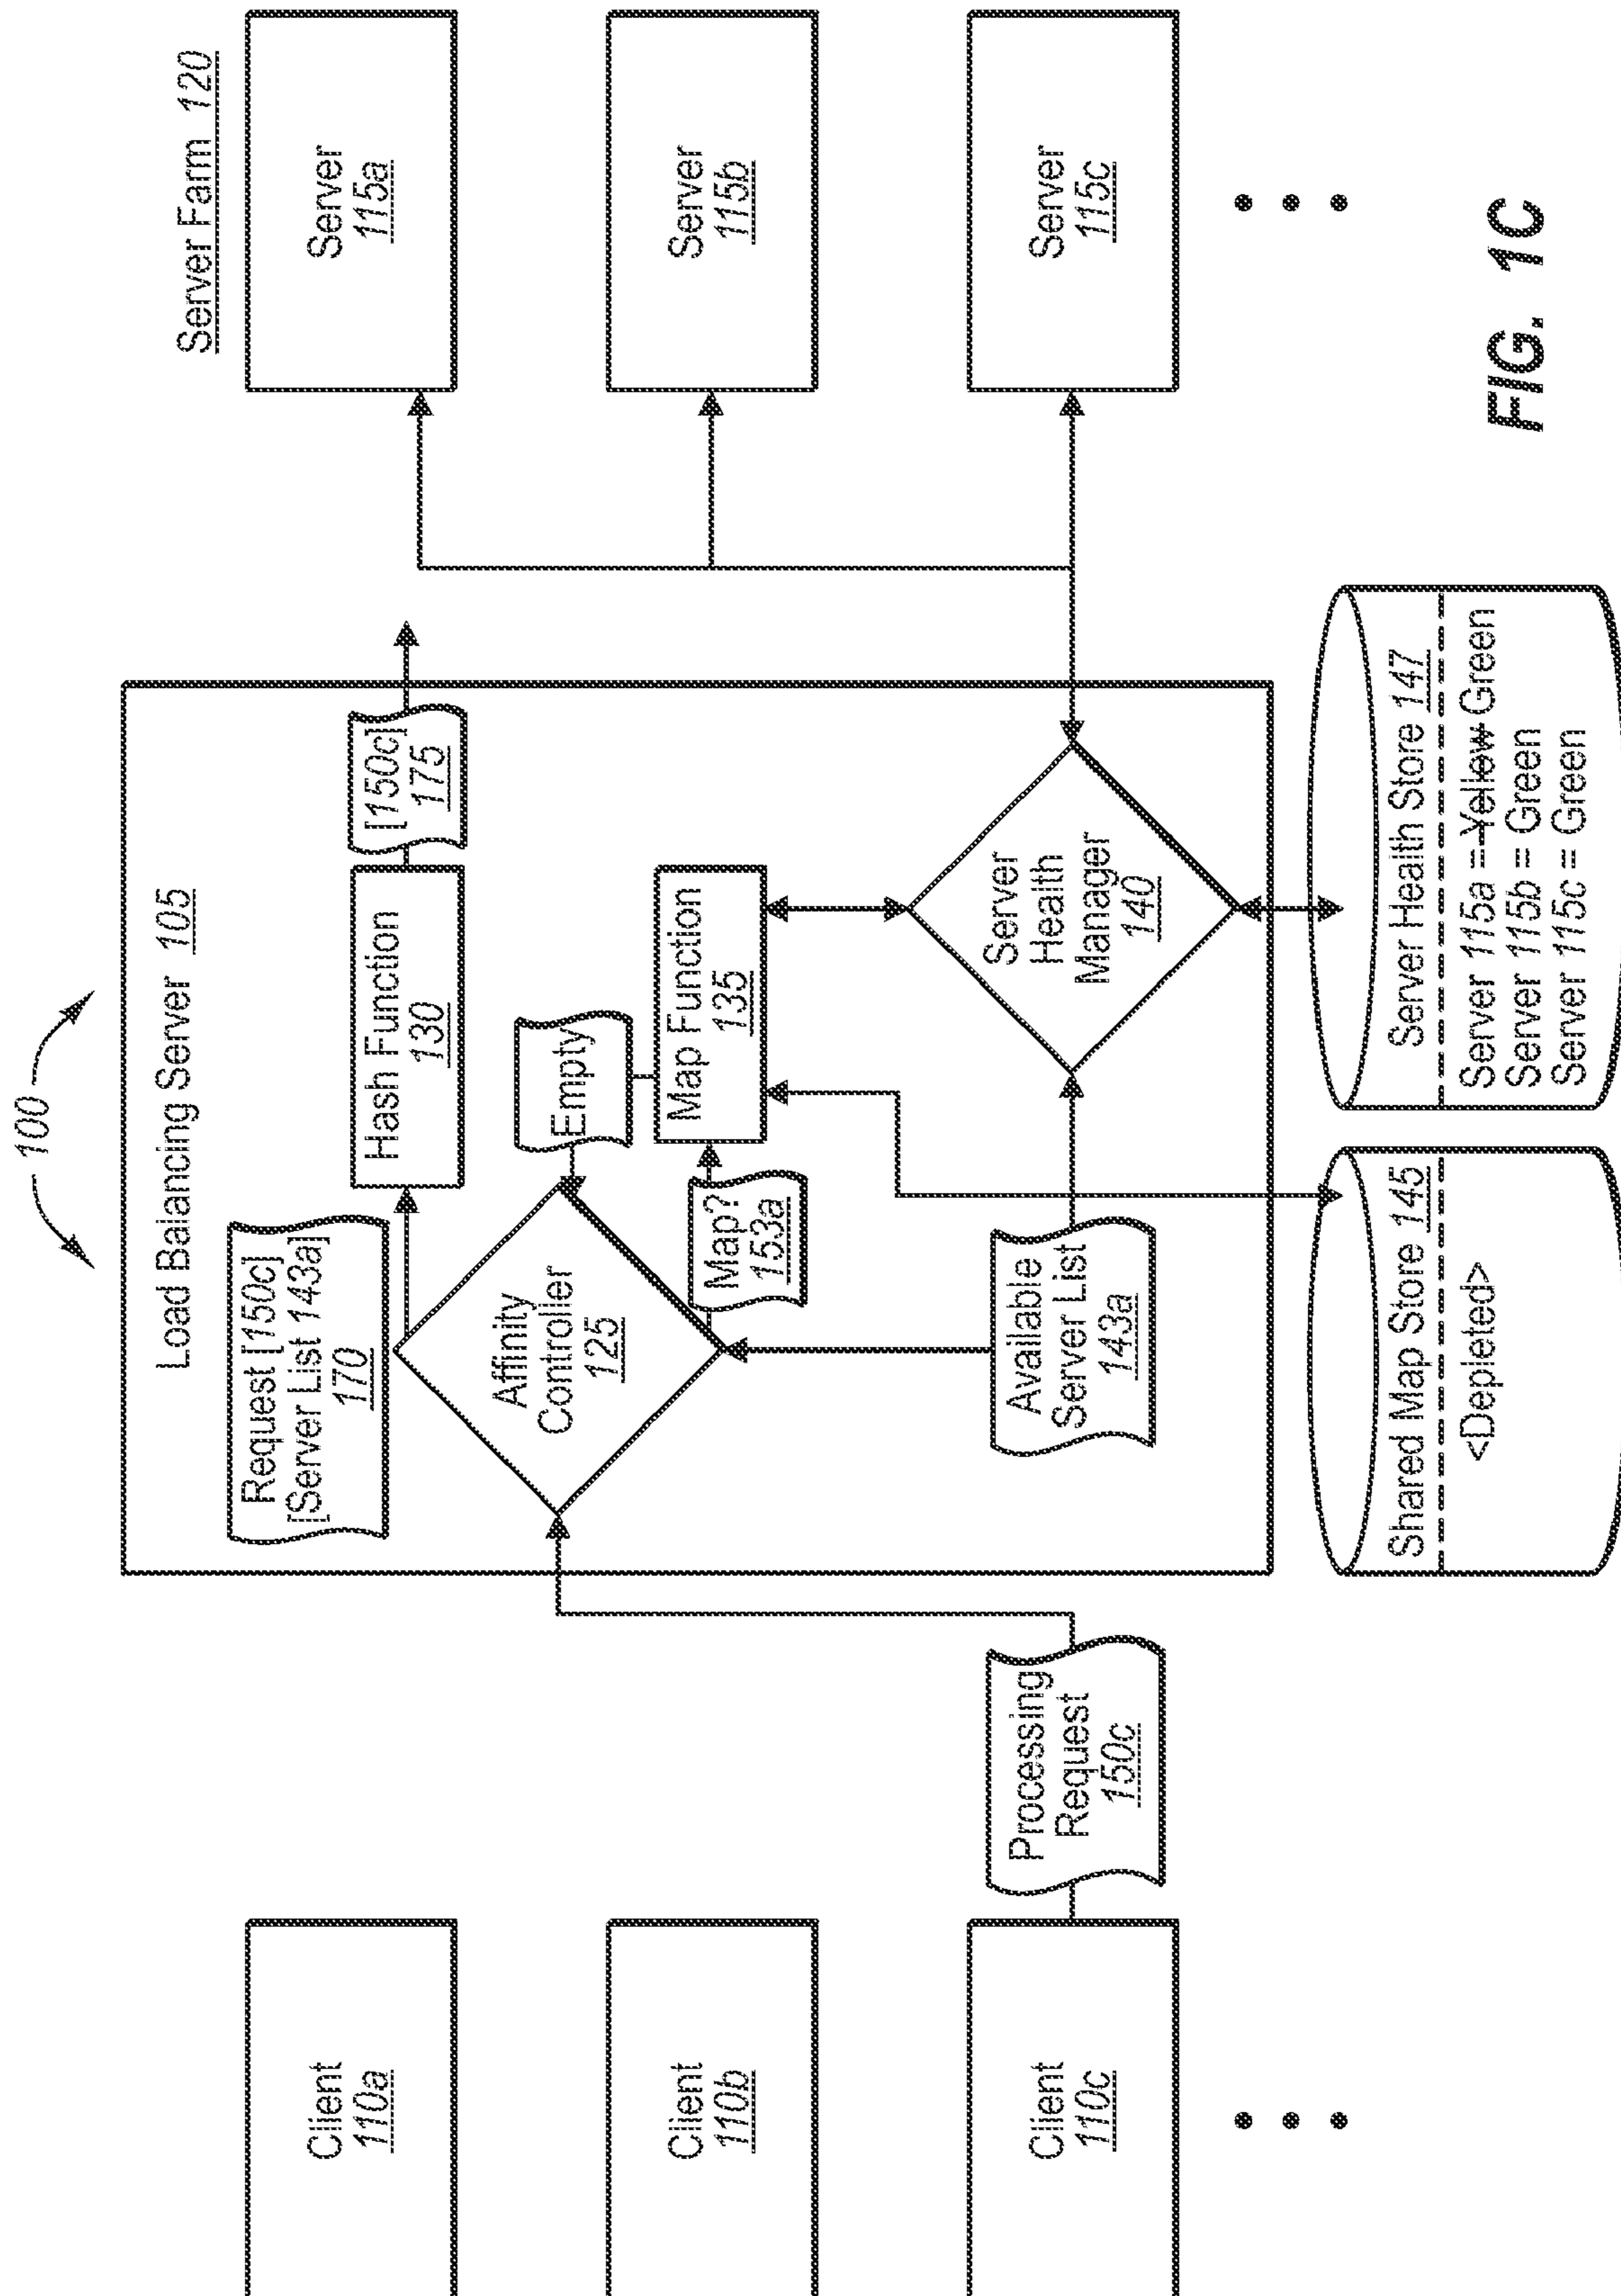 100
Load Balancing Server 105
Server Farm 120
Client
110a
Client
110b
Client
110c
Processing
Request
150c
Request [150c]
[Server List 143a]
170
Hash Function
130
[150c]
175
Affinity
Controller
125
Empty
Map?
153a
Map Function
135
Available
Server List
143a
Server
Health
Manager
140
Server
115a
Server
115b
Server
115c
Shared Map Store 145
<Depleted>
Server Health Store 147
Server 115a = Yellow Green
Server 115b = Green
Server 115c = Green
FIG. 1C